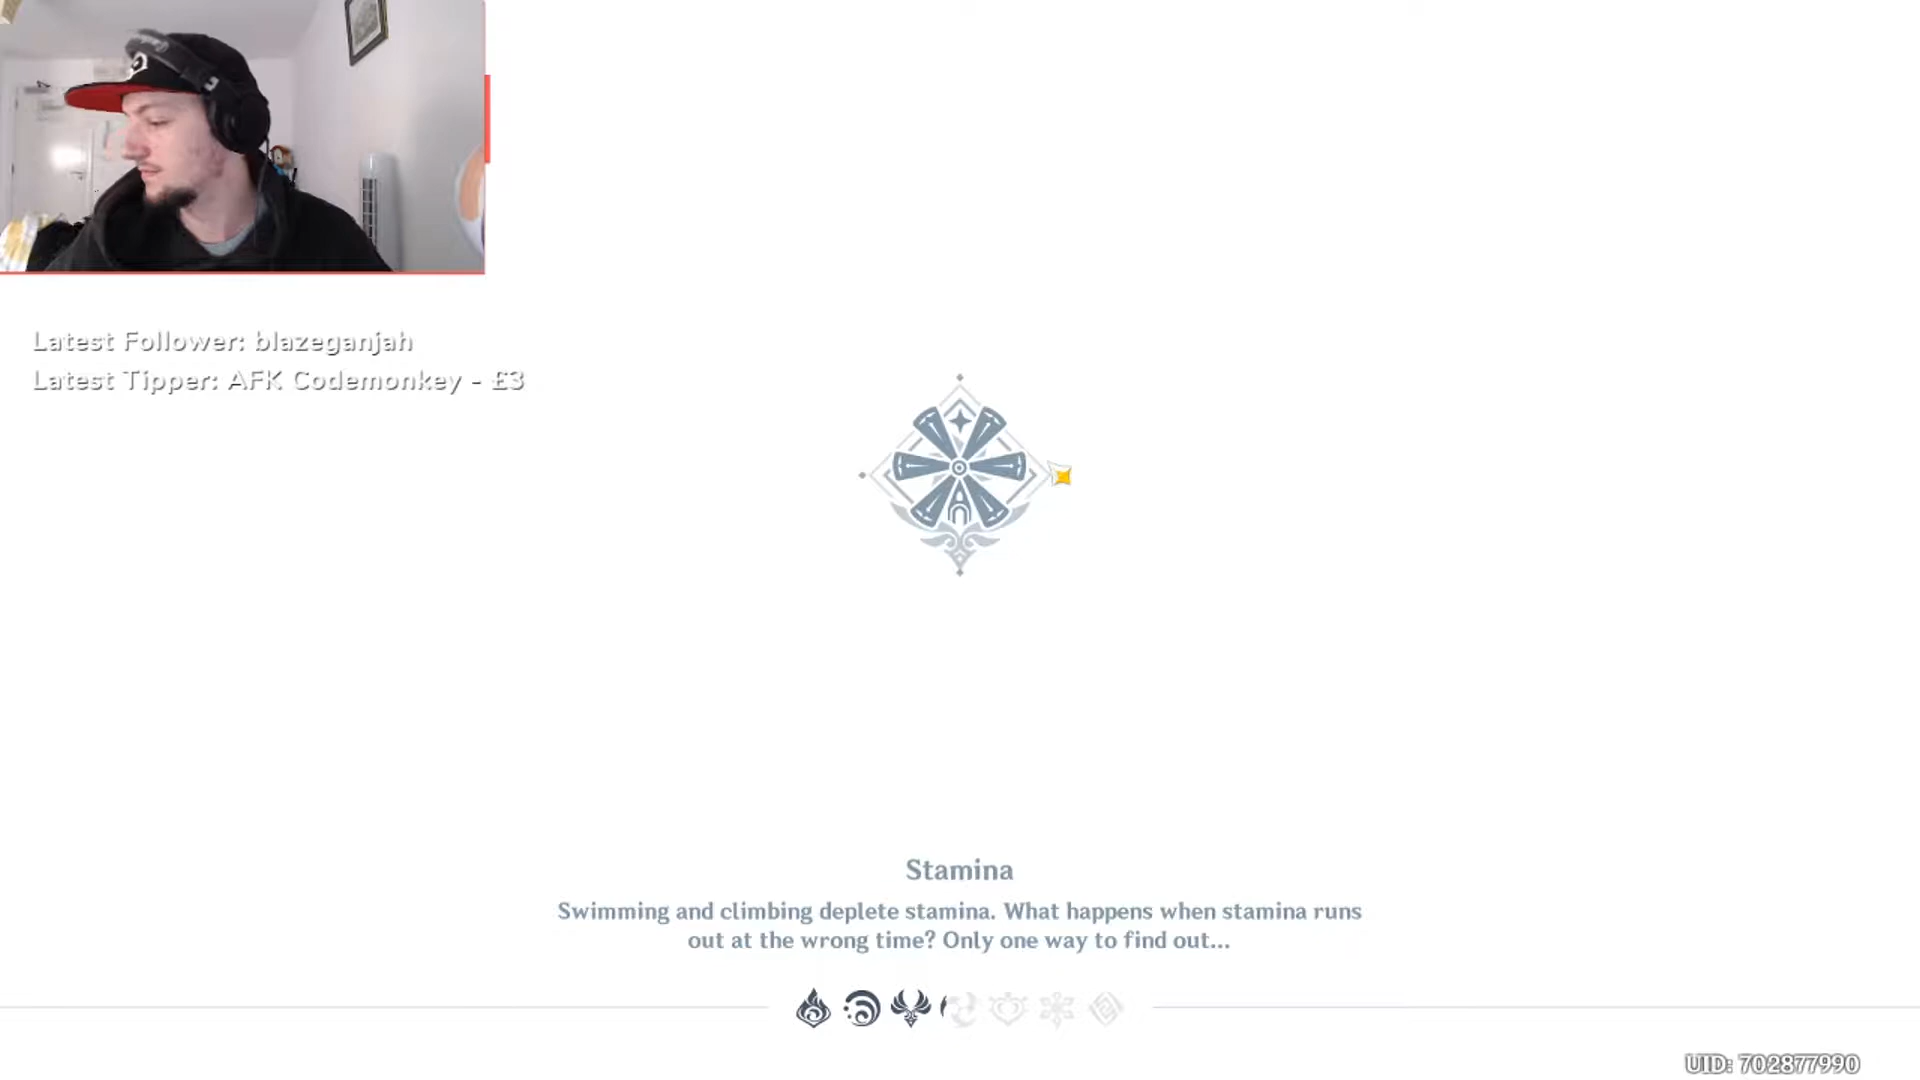 Latest Follower: blazeganjah
Latest Tipper: AFK Codemonkey - £3
Stamina
Swimming and climbing deplete stamina. What happens when stamina runs
out at the wrong time? Only one way to find out...
UID: 702877990